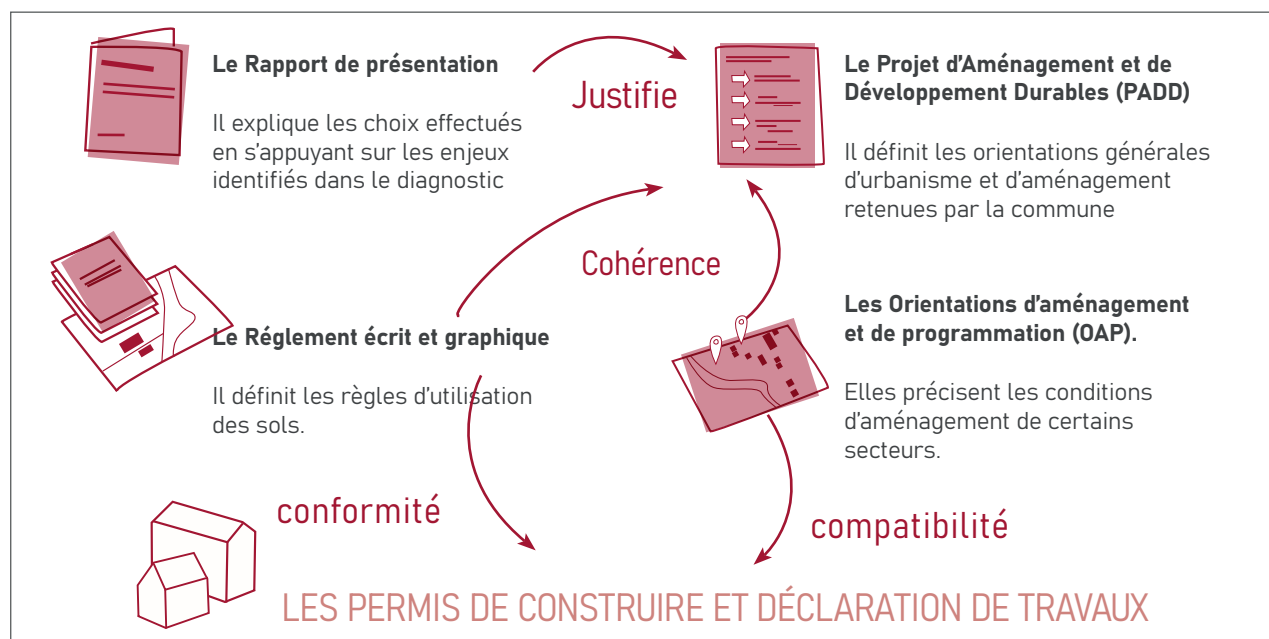 Le Rapport de présentation
Il explique les choix effectués
en s'appuyant sur les enjeux
identifiés dans le diagnostic
Justifie
Le Projet d'Aménagement et de
Développement Durables (PADD)
Il définit les orientations générales
d'urbanisme et d'aménagement
retenues par la commune
Cohérence
Le Réglement écrit et graphique
Il définit les règles d'utilisation
des sols.
Les Orientations d'aménagement
et de programmation (OAP).
Elles précisent les conditions
d'aménagement de certains
secteurs.
conformité
compatibilité
LES PERMIS DE CONSTRUIRE ET DÉCLARATION DE TRAVAUX